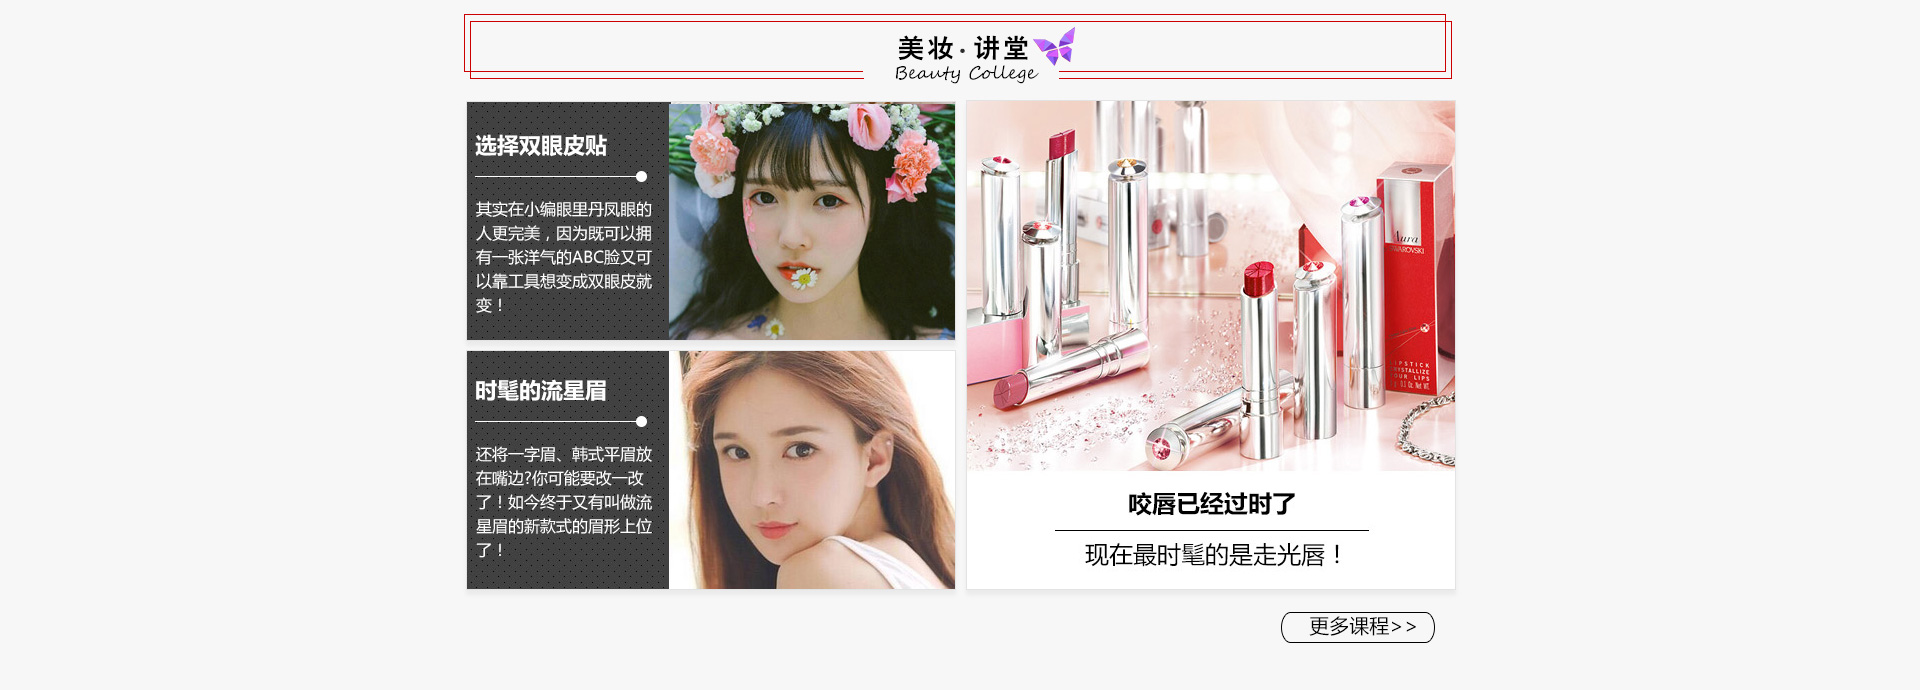 美妆·讲堂
Beauty College
选择双眼皮贴
其实在小编眼里丹凤眼的
人更完美，因为既可以拥
有一张洋气的ABC脸又可
以靠工具想变成双眼皮就
变！
时髦的流星眉
还将一字眉、韩式平眉放
在嘴边?你可能要改一改
了！如今终于又有叫做流
星眉的新款式的眉形上位
了！
Aura
SWAROVSKI
LIPSTICK
CRYSTALLIZE
YOUR LIPS
咬唇已经过时了
现在最时髦的是走光唇！
更多课程>>